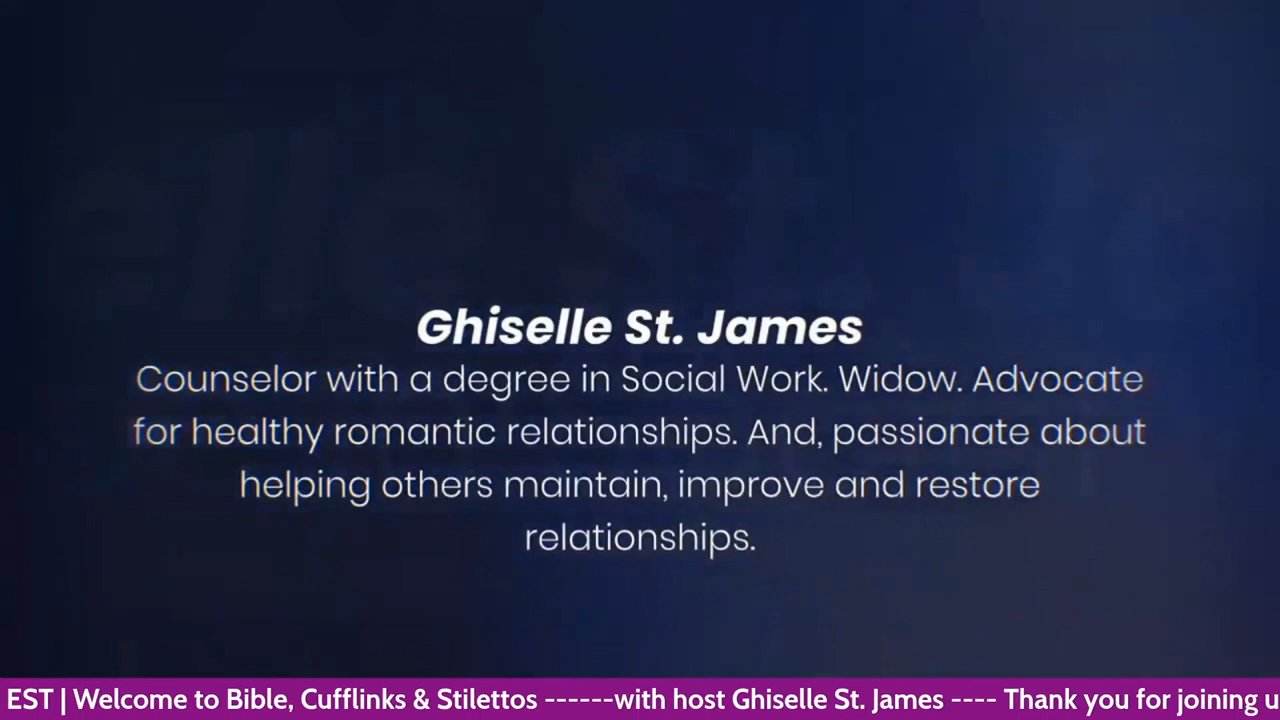 Ghiselle St. James
Counselor with a degree in Social Work. Widow. Advocate
for healthy romantic relationships. And, passionate about
helping others maintain, improve and restore
relationships.
EST | Welcome to Bible, Cufflinks & Stilettos ------with host Ghiselle St. James ---- Thank you for joining